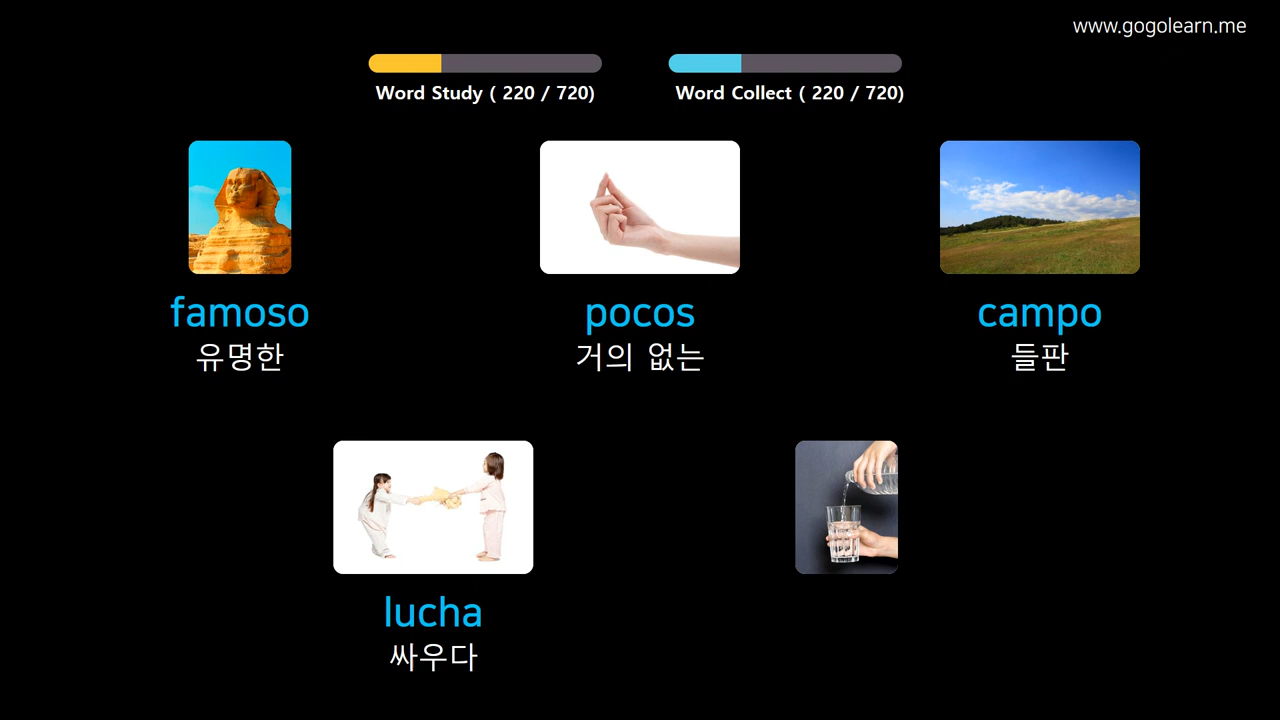 www.gogolearn.me
Word Study ( 220 / 720)
Word Collect ( 220 / 720)
famoso
유명한
pocos
거의 없는
campo
들판
lucha
싸우다